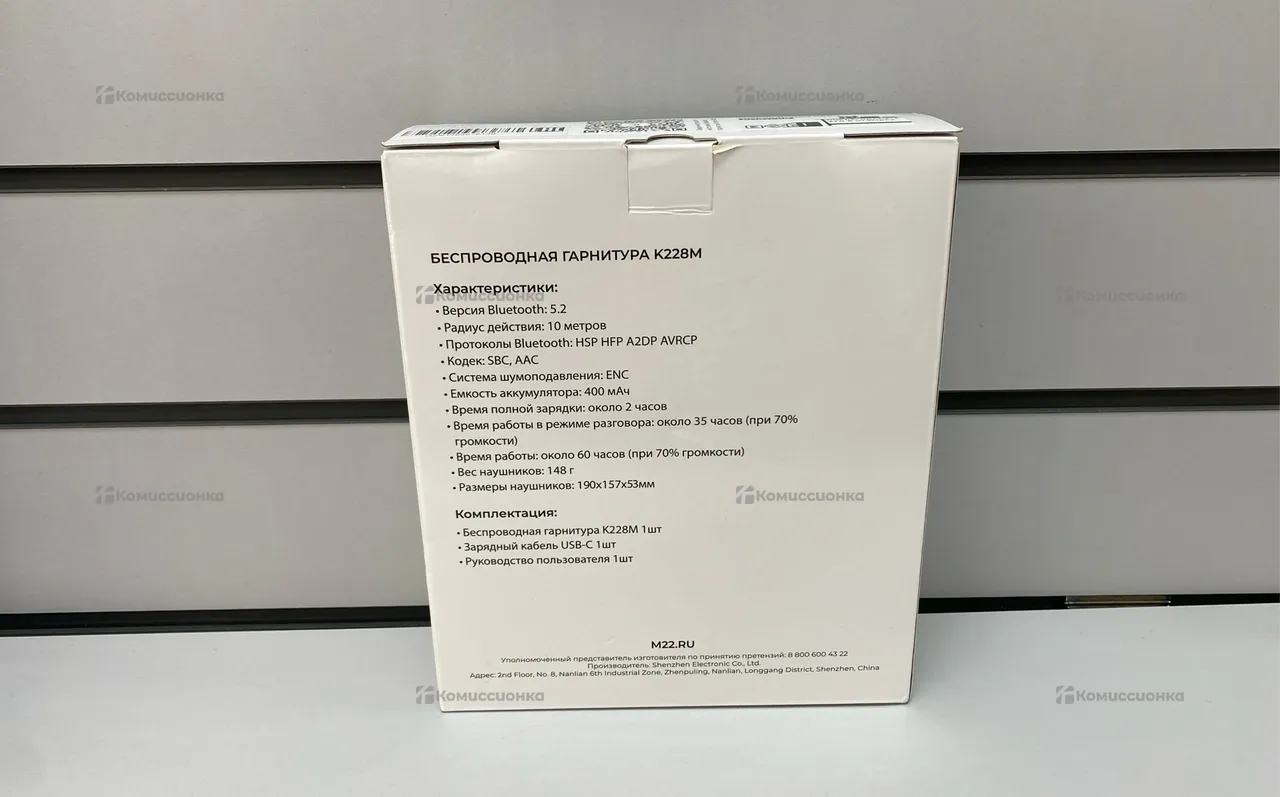 Комиссионка
Комиссионка
БЕСПРОВОДНАЯ ГАРНИТУРА K228M
Характеристики:
Комиссионка
Комиссионка
• Версия Bluetooth: 5.2
• Радиус действия: 10 метров
• Протоколы Bluetooth: HSP HFP A2DP AVRCP
• Кодек: SBC, AAC
• Система шумоподавления: ENC
• Емкость аккумулятора: 400 мАч
• Время полной зарядки: около 2 часов
• Время работы в режиме разговора: около 35 часов (при 70%
громкости)
• Время работы: около 60 часов (при 70% громкости)
• Вес наушников: 148 г
• Размеры наушников: 190x157x53мм
Комиссионка
Комиссионка
Комплектация:
• Беспроводная гарнитура K228M 1шт
• Зарядный кабель USB-C 1шт
• Руководство пользователя 1шт
M22.RU
Уполномоченный представитель изготовителя по принятию претензий: 8 800 600 43 22
Производитель: Shenzhen Electronic Co., Ltd.
Адрес: 2nd Floor, No. 8, Nanlian 6th Industrial Zone, Zhenpuling, Nanlian, Longgang District, Shenzhen, China
Комиссионка
Комиссионка